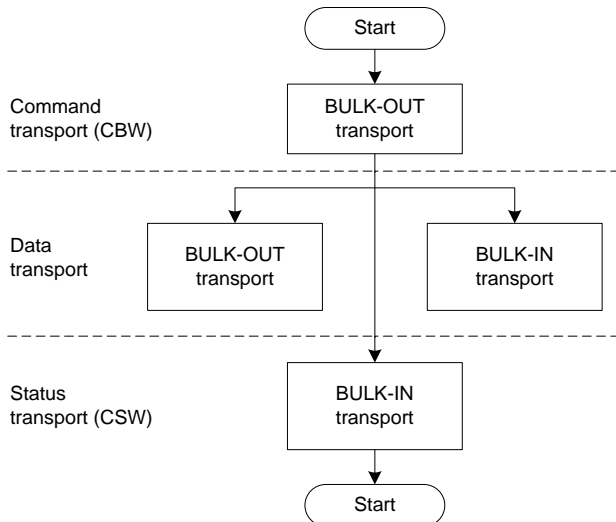 Start
Command
transport (CBW)
BULK-OUT
transport
Data
transport
BULK-OUT
transport
BULK-IN
transport
Status
transport (CSW)
BULK-IN
transport
Start